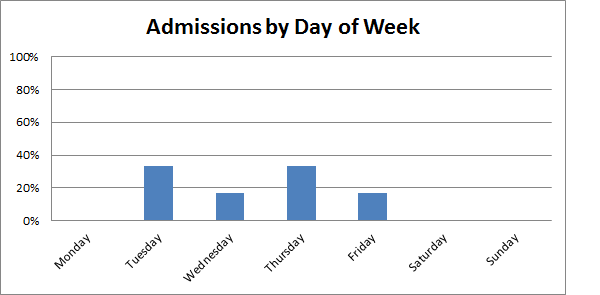 Admissions by Day of Week
100%
80%
60%
40%
20%
0%
Monday
Tuesday
Wednesday
Thursday
Friday
Saturday
Sunday